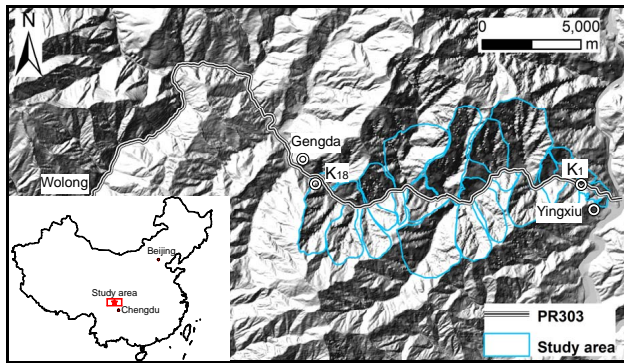 N
0 5,000
m
Gengda
K18
K1
Wolong
Yingxiu
Beijing
Study area
Chengdu
PR303
Study area